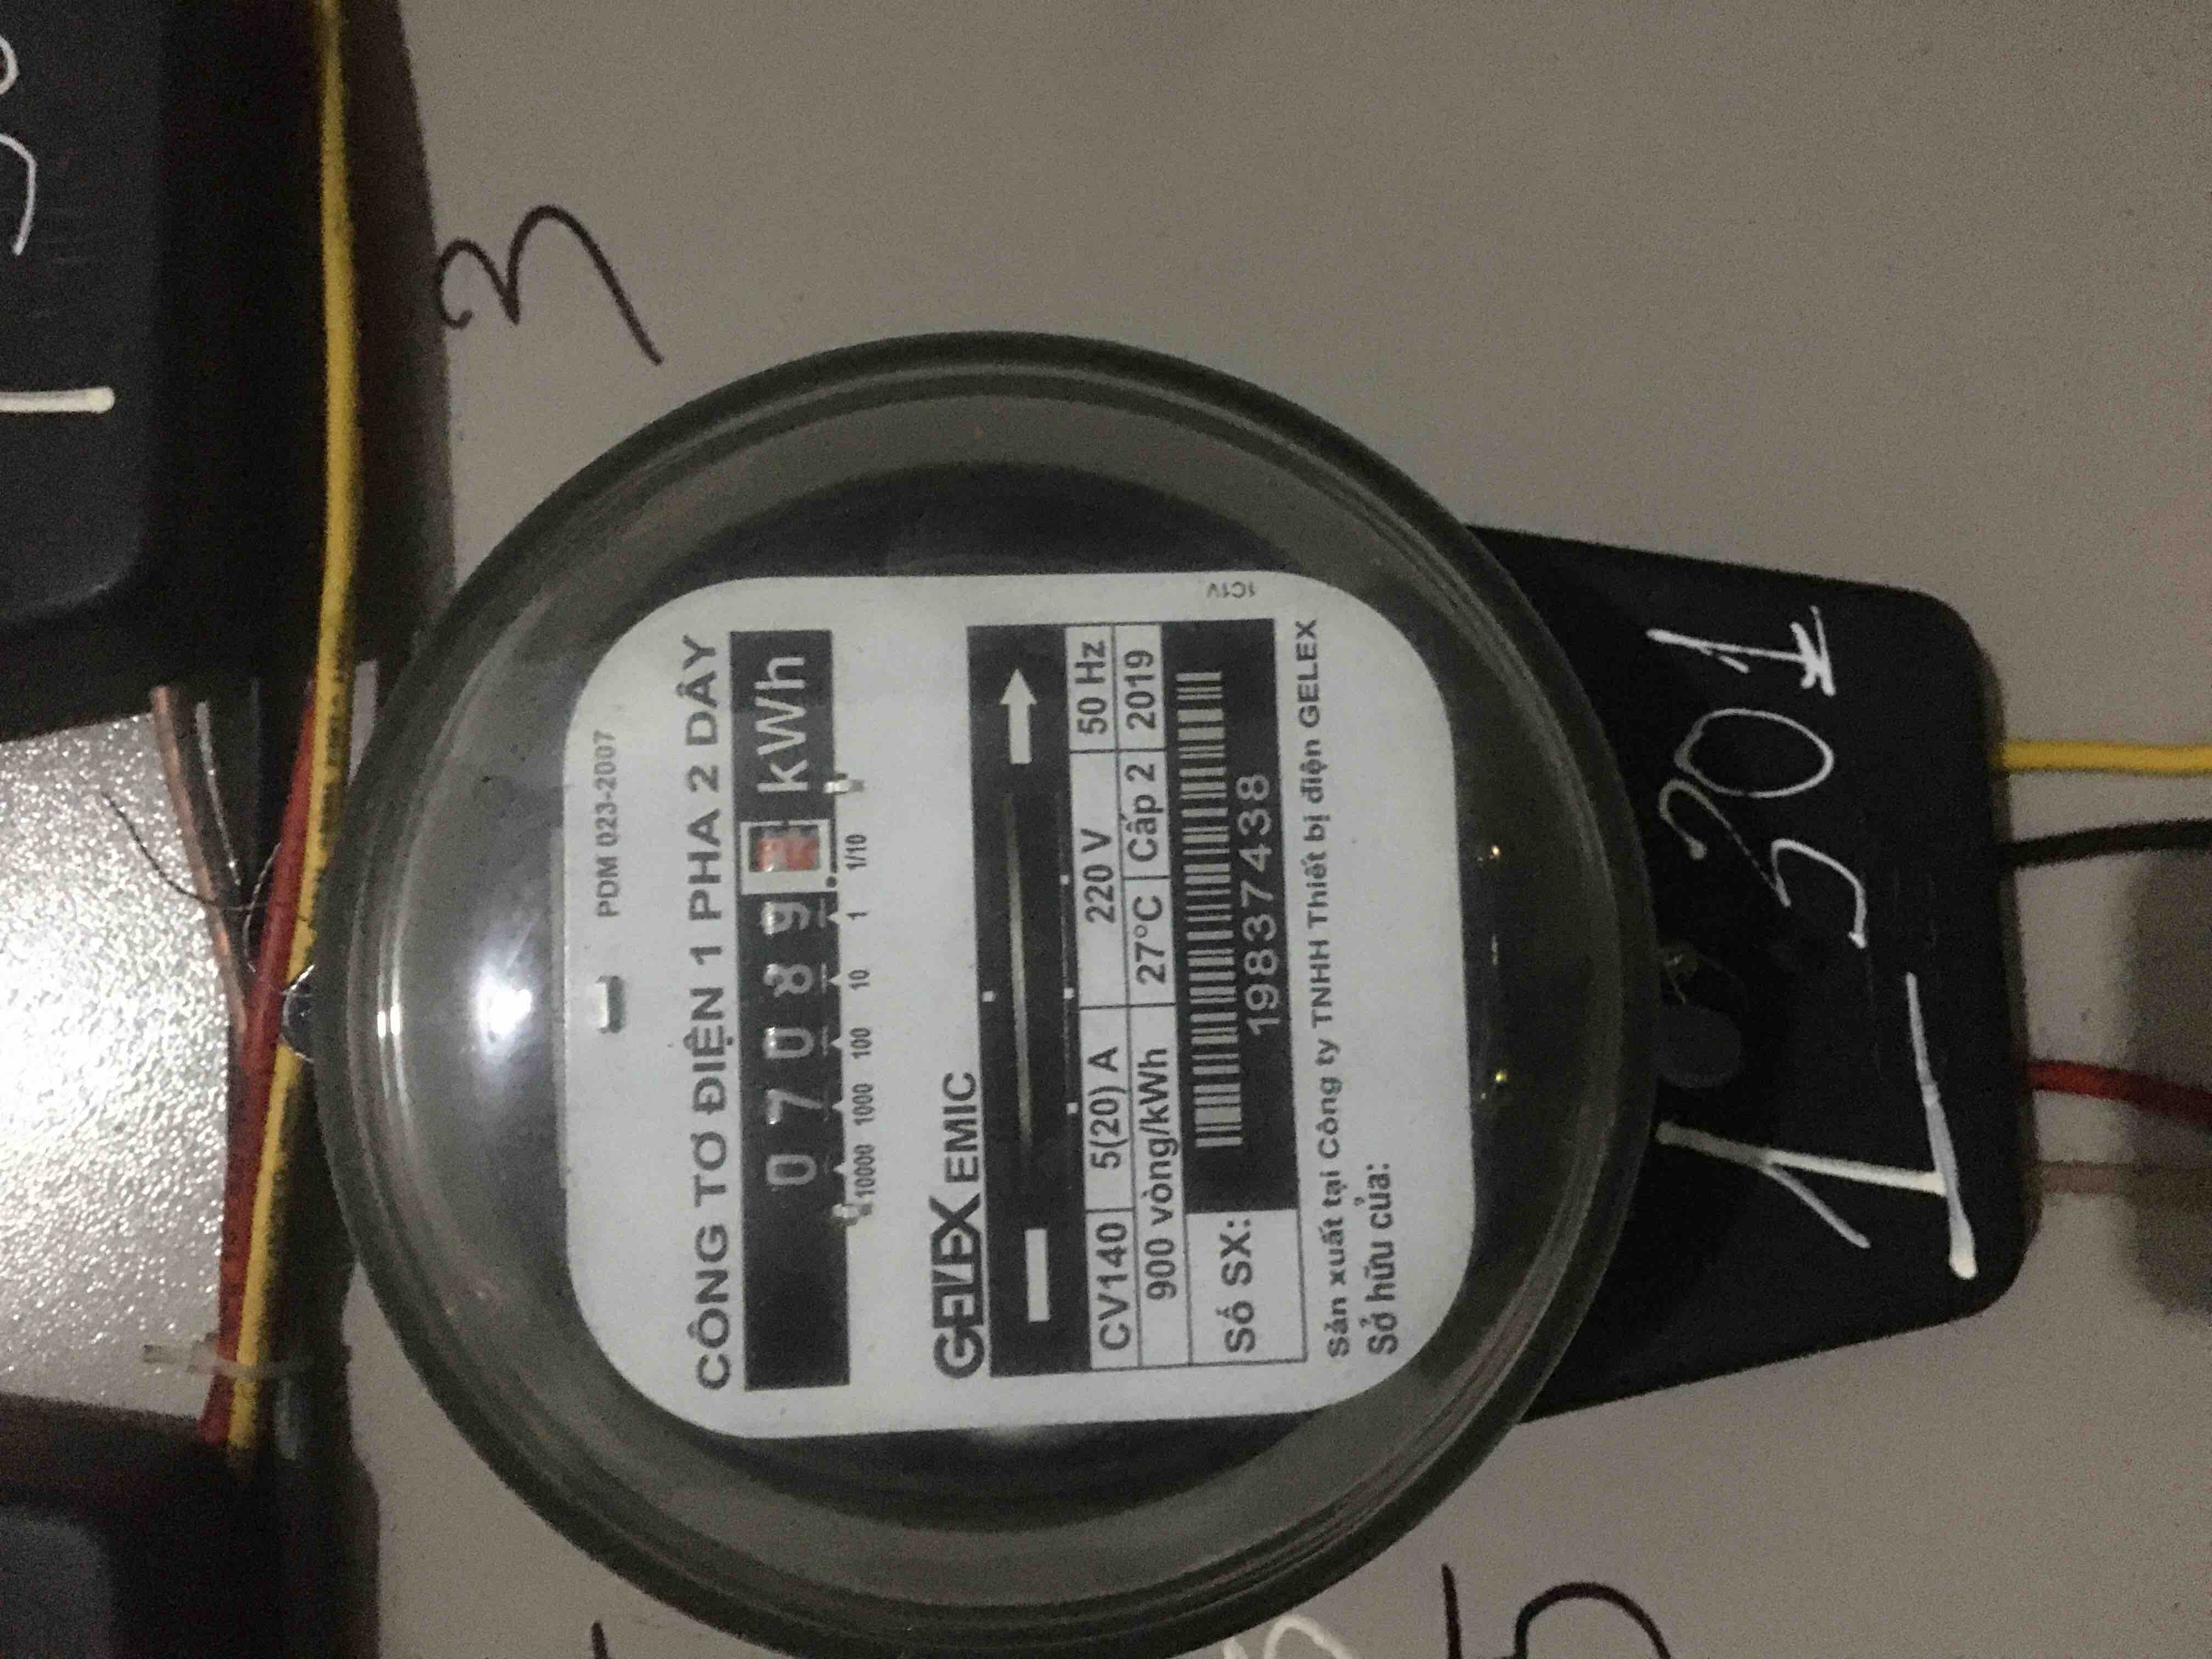 3
PDM 023-2007
CÔNG TƠ ĐIỆN 1 PHA 2 DÂY
0 7 0 8 9 kWh
10000 1000 100 10 1 1/10
GELEX EMIC
CV140 5(20) A 220 V 50 Hz
900 vòng/kWh 27°C Cấp 2 2019
Số SX: 19837438
1C1V
Sản xuất tại Công ty TNHH Thiết bị điện GELEX
Sở hữu của: